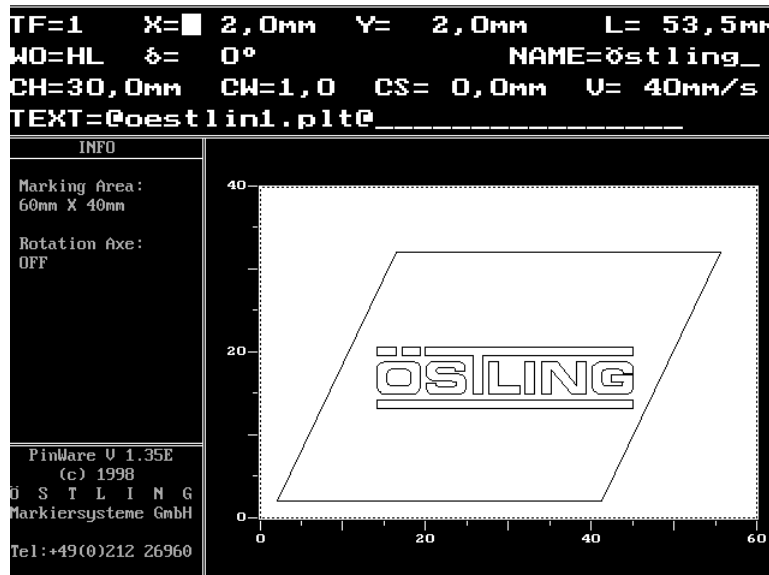 TF=1 X= 2,0mm Y= 2,0mm L= 53,5mm
WO=HL δ= 0° NAME=östling_
CH=30,0mm CW=1,0 CS= 0,0mm V= 40mm/s
TEXT=@oestlin1.plt@________________
INFO
Marking Area:
60mm X 40mm
Rotation Axe:
OFF
PinWare V 1.35E
(c) 1998
Ö S T L I N G
Markiersysteme GmbH
Tel:+49(0)212 26960
40
20
0
ÖSTLING
0 20 40 60